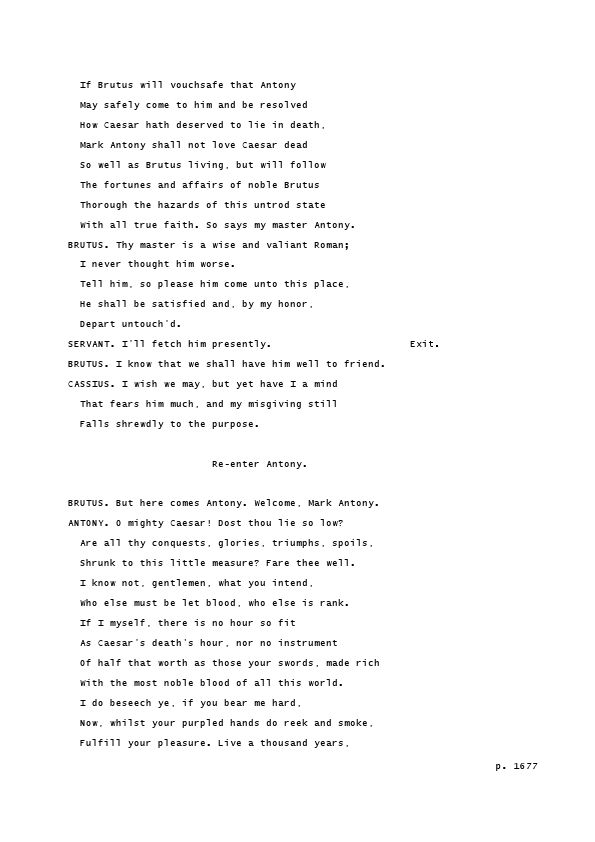 If Brutus will vouchsafe that Antony
May safely come to him and be resolved
How Caesar hath deserved to lie in death,
Mark Antony shall not love Caesar dead
So well as Brutus living, but will follow
The fortunes and affairs of noble Brutus
Thorough the hazards of this untrod state
With all true faith. So says my master Antony.
BRUTUS. Thy master is a wise and valiant Roman;
I never thought him worse.
Tell him, so please him come unto this place,
He shall be satisfied and, by my honor,
Depart untouch'd.
SERVANT. I'll fetch him presently. Exit.
BRUTUS. I know that we shall have him well to friend.
CASSIUS. I wish we may, but yet have I a mind
That fears him much, and my misgiving still
Falls shrewdly to the purpose.
Re-enter Antony.
BRUTUS. But here comes Antony. Welcome, Mark Antony.
ANTONY. O mighty Caesar! Dost thou lie so low?
Are all thy conquests, glories, triumphs, spoils,
Shrunk to this little measure? Fare thee well.
I know not, gentlemen, what you intend,
Who else must be let blood, who else is rank.
If I myself, there is no hour so fit
As Caesar's death's hour, nor no instrument
Of half that worth as those your swords, made rich
With the most noble blood of all this world.
I do beseech ye, if you bear me hard,
Now, whilst your purpled hands do reek and smoke,
Fulfill your pleasure. Live a thousand years,
p. 1677